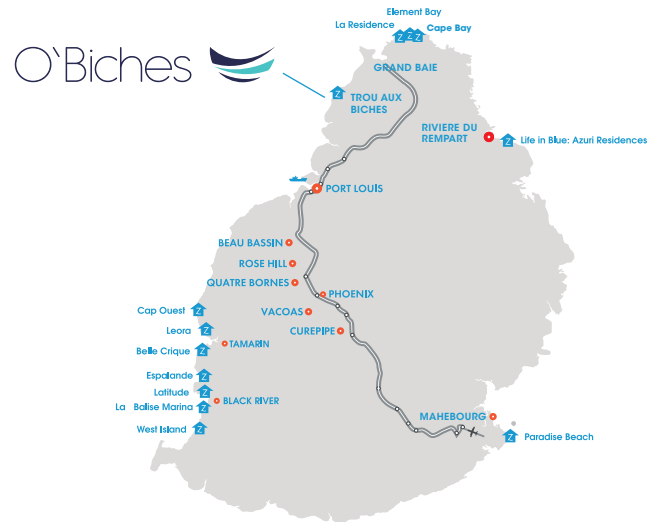 Element Bay
La Residence
Cape Bay
O`Biches
GRAND BAIE
TROU AUX
BICHES
RIVIERE DU
REMPART
Life in Blue: Azuri Residences
PORT LOUIS
BEAU BASSIN
ROSE HILL
QUATRE BORNES
PHOENIX
Cap Ouest
VACOAS
Leora
CUREPIPE
TAMARIN
Belle Crique
Espalande
Latitude
BLACK RIVER
La Balise Marina
MAHEBOURG
West Island
Paradise Beach
Z
Z
Z
Z
Z
Z
Z
Z
Z
Z
Z
Z
Z